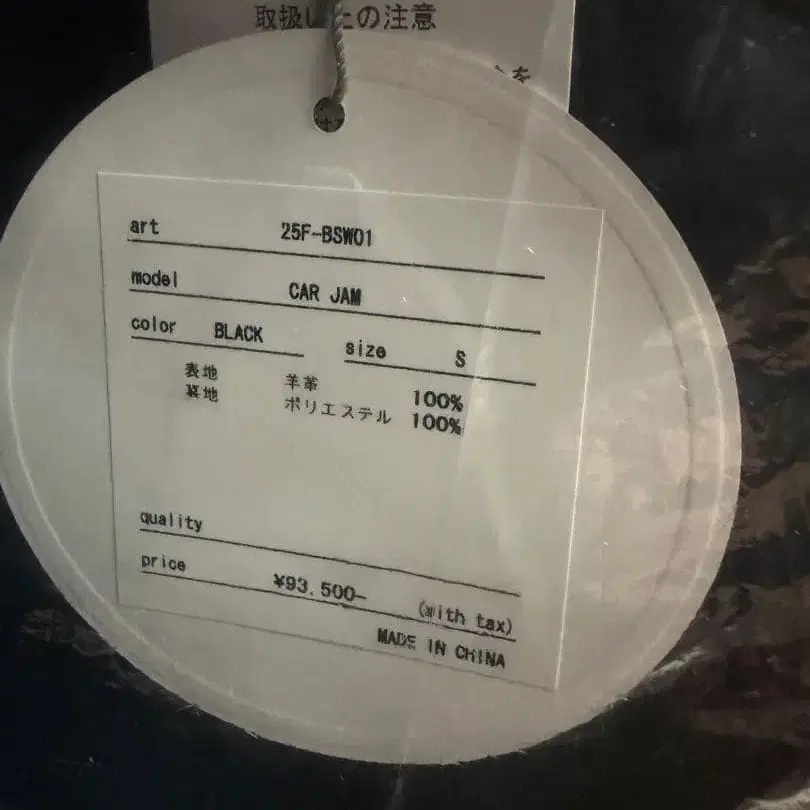 取扱い上の注意
を
art 25F-BSW01
model CAR JAM
color BLACK size S
表地 羊革 100%
裏地 ポリエステル 100%
quality
price ¥93,500- (with tax)
MADE IN CHINA